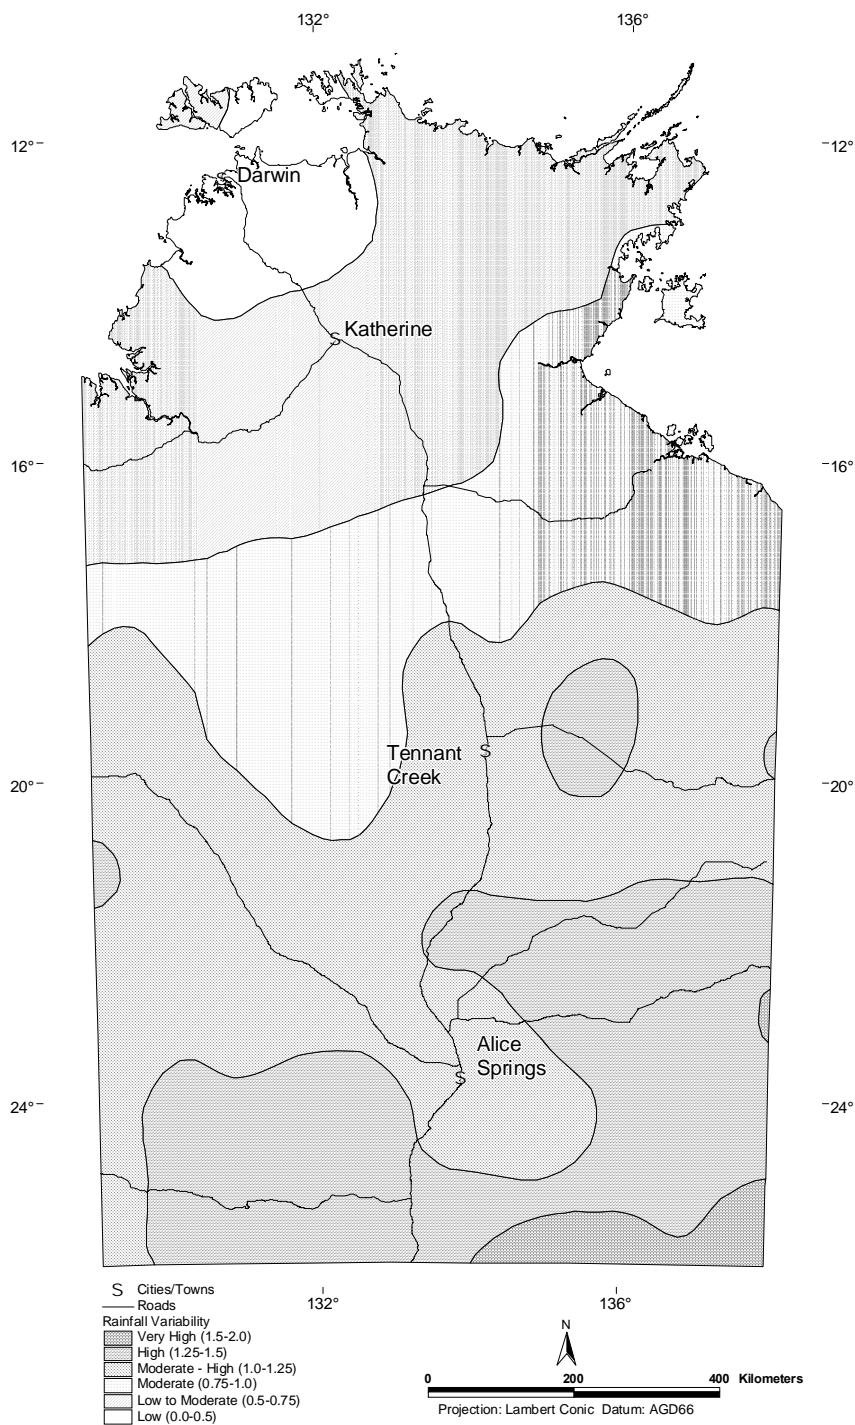 132°
136°
12°
12°
Darwin
Katherine
S
16°
16°
Tennant
Creek
S
20°
20°
Alice
Springs
S
24°
24°
132°
136°
S Cities/Towns
Roads
Rainfall Variability
Very High (1.5-2.0)
High (1.25-1.5)
Moderate - High (1.0-1.25)
Moderate (0.75-1.0)
Low to Moderate (0.5-0.75)
Low (0.0-0.5)
N
0 200 400 Kilometers
Projection: Lambert Conic Datum: AGD66